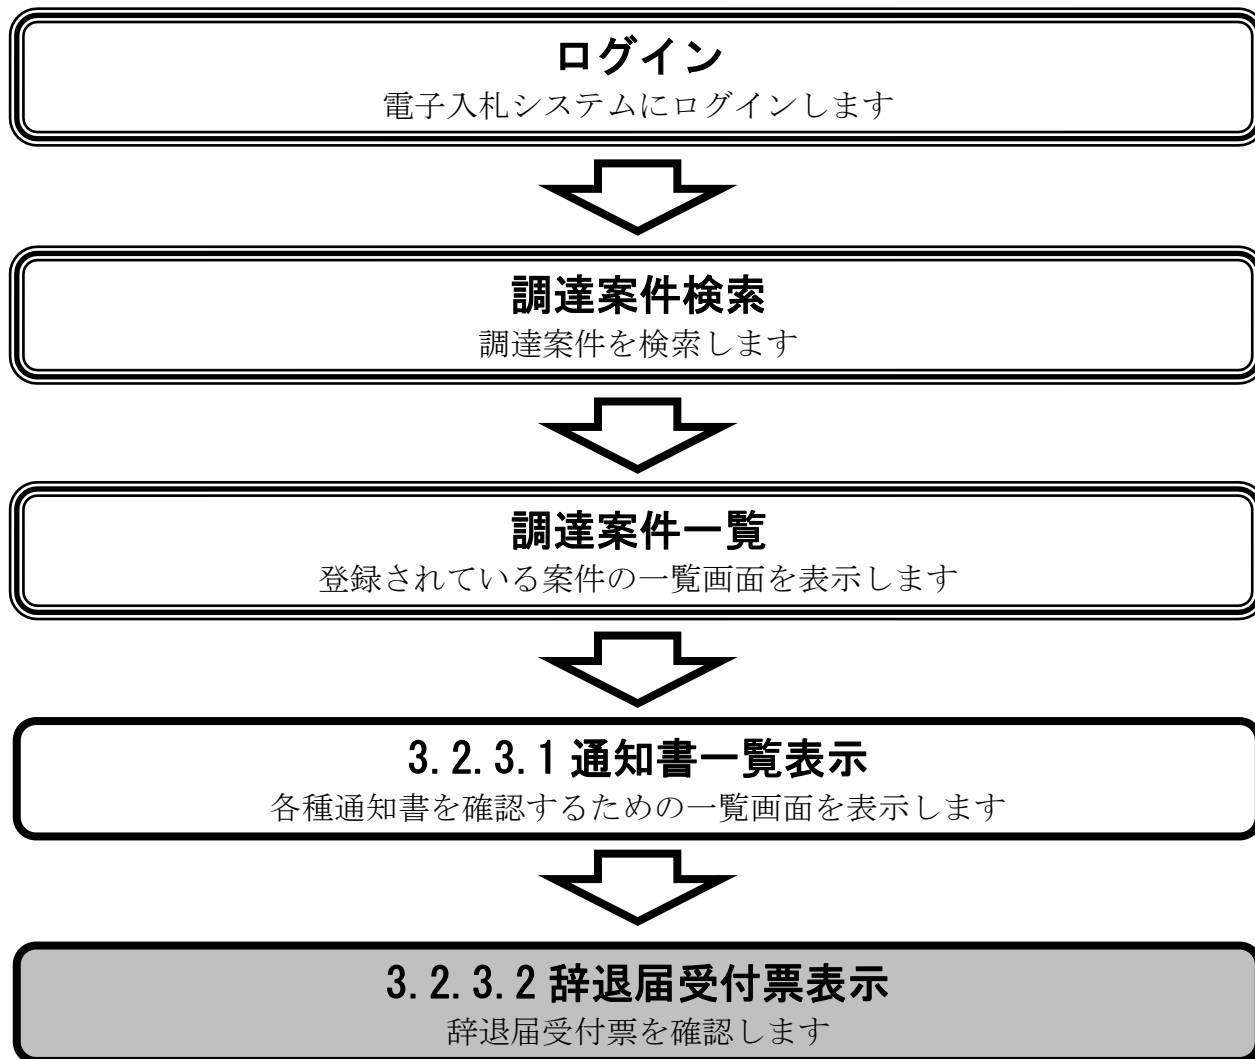 ログイン
電子入札システムにログインします
調達案件検索
調達案件を検索します
調達案件一覧
登録されている案件の一覧画面を表示します
3.2.3.1 通知書一覧表示
各種通知書を確認するための一覧画面を表示します
3.2.3.2 辞退届受付票表示
辞退届受付票を確認します